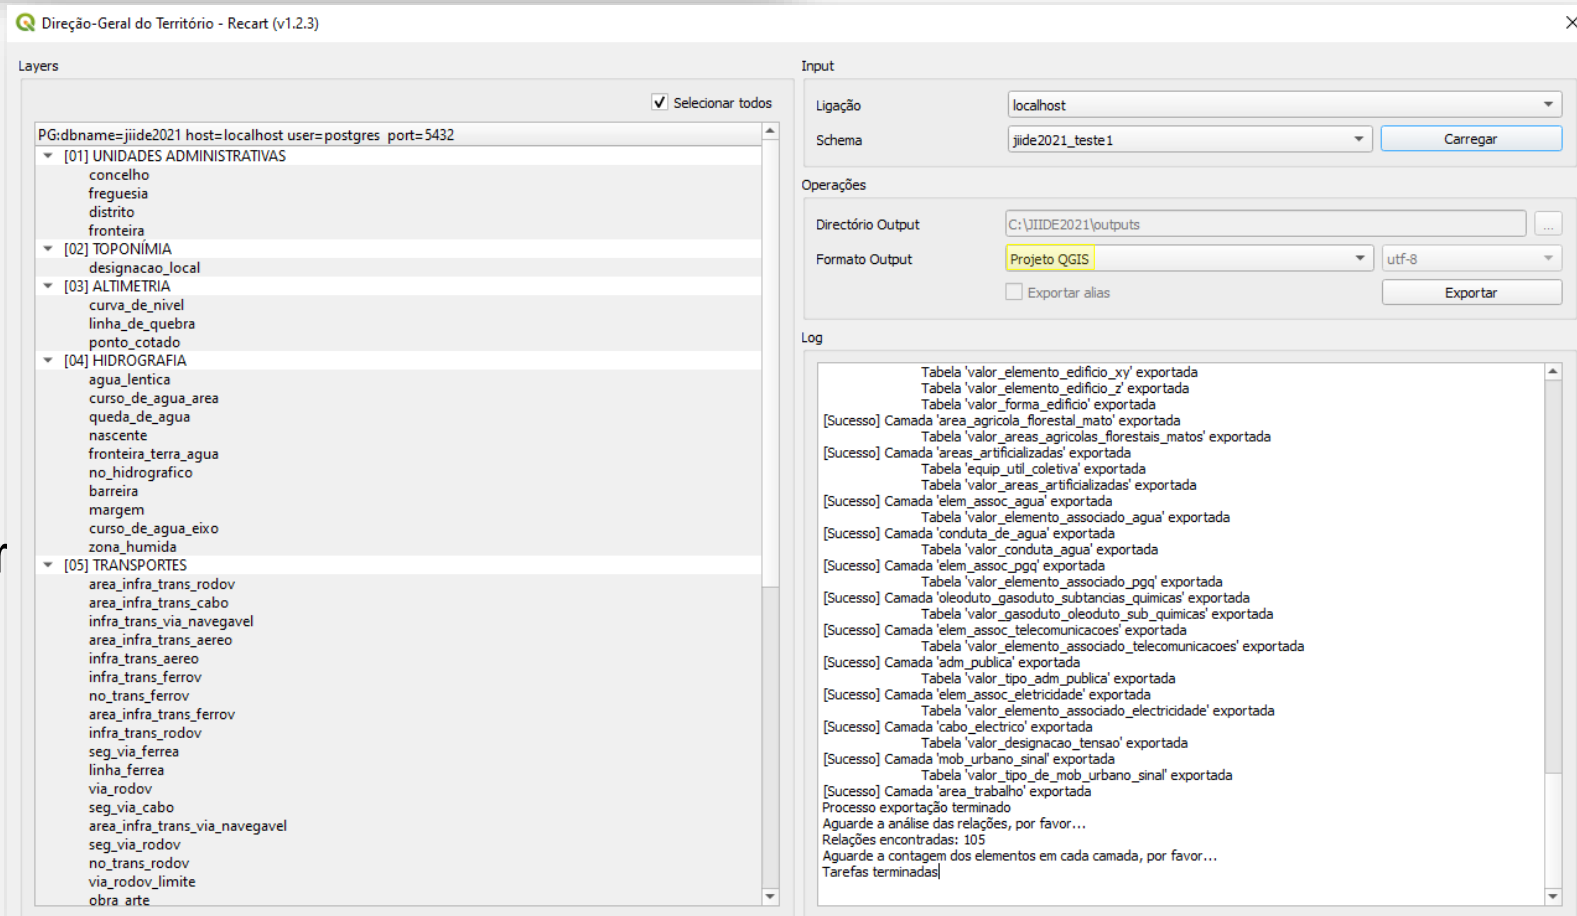 Direção-Geral do Território - Recart (v1.2.3)
Layers
Selecionar todos
PG:dbname=jiide2021 host=localhost user=postgres port=5432
[01] UNIDADES ADMINISTRATIVAS
concelho
freguesia
distrito
fronteira
[02] TOPONÍMIA
designacao_local
[03] ALTIMETRIA
curva_de_nivel
linha_de_quebra
ponto_cotado
[04] HIDROGRAFIA
agua_lentica
curso_de_agua_area
queda_de_agua
nascente
fronteira_terra_agua
no_hidrografico
barreira
margem
curso_de_agua_eixo
zona_humida
[05] TRANSPORTES
area_infra_trans_rodov
area_infra_trans_cabo
infra_trans_via_navegavel
area_infra_trans_aereo
infra_trans_aereo
infra_trans_ferrov
no_trans_ferrov
area_infra_trans_ferrov
infra_trans_rodov
seg_via_ferrea
linha_ferrea
via_rodov
seg_via_cabo
area_infra_trans_via_navegavel
seg_via_rodov
no_trans_rodov
via_rodov_limite
obra_arte
Input
Ligação
localhost
Schema
jiide2021_teste1
Carregar
Operações
Directório Output
C:\JIIDE2021\outputs
...
Formato Output
Projeto QGIS
utf-8
Exportar alias
Exportar
Log
Tabela 'valor_elemento_edificio_xy' exportada
Tabela 'valor_elemento_edificio_z' exportada
Tabela 'valor_forma_edificio' exportada
[Sucesso] Camada 'area_agricola_florestal_mato' exportada
Tabela 'valor_areas_agricolas_florestais_matos' exportada
[Sucesso] Camada 'areas_artificializadas' exportada
Tabela 'equip_util_coletiva' exportada
Tabela 'valor_areas_artificializadas' exportada
[Sucesso] Camada 'elem_assoc_agua' exportada
Tabela 'valor_elemento_associado_agua' exportada
[Sucesso] Camada 'conduta_de_agua' exportada
Tabela 'valor_conduta_agua' exportada
[Sucesso] Camada 'elem_assoc_pgq' exportada
Tabela 'valor_elemento_associado_pgq' exportada
[Sucesso] Camada 'oleoduto_gasoduto_subtancias_quimicas' exportada
Tabela 'valor_gasoduto_oleoduto_sub_quimicas' exportada
[Sucesso] Camada 'elem_assoc_telecomunicacoes' exportada
Tabela 'valor_elemento_associado_telecomunicacoes' exportada
[Sucesso] Camada 'adm_publica' exportada
Tabela 'valor_tipo_adm_publica' exportada
[Sucesso] Camada 'elem_assoc_eletricidade' exportada
Tabela 'valor_elemento_associado_electricidade' exportada
[Sucesso] Camada 'cabo_electrico' exportada
Tabela 'valor_designacao_tensao' exportada
[Sucesso] Camada 'mob_urbano_sinal' exportada
Tabela 'valor_tipo_de_mob_urbano_sinal' exportada
[Sucesso] Camada 'area_trabalho' exportada
Processo exportação terminado
Aguarde a análise das relações, por favor...
Relações encontradas: 105
Aguarde a contagem dos elementos em cada camada, por favor...
Tarefas terminadas